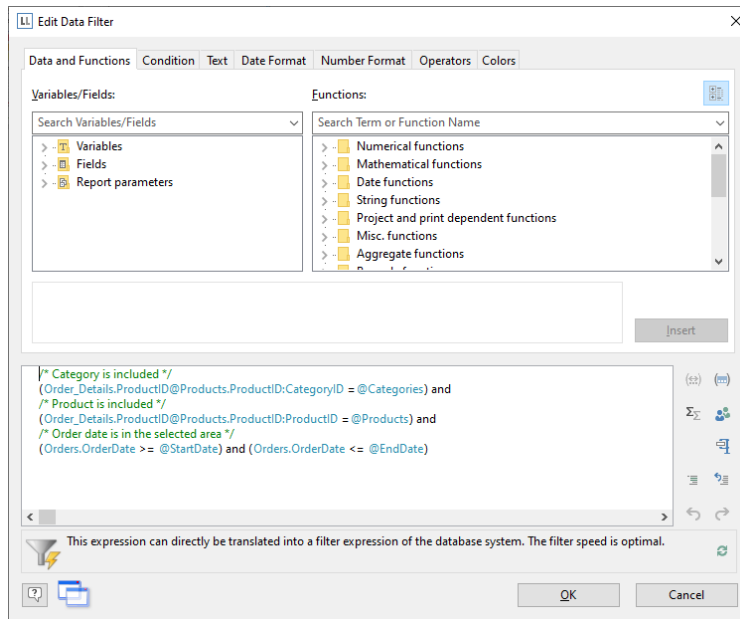 LL Edit Data Filter
Data and Functions Condition Text Date Format Number Format Operators Colors
Variables/Fields: Functions:
Search Variables/Fields Search Term or Function Name
Variables
Fields
Report parameters
Numerical functions
Mathematical functions
Date functions
String functions
Project and print dependent functions
Misc. functions
Aggregate functions
Insert
/* Category is included */
(Order_Details.ProductID@Products.ProductID:CategoryID = @Categories) and
/* Product is included */
(Order_Details.ProductID@Products.ProductID:ProductID = @Products) and
/* Order date is in the selected area */
(Orders.OrderDate >= @StartDate) and (Orders.OrderDate <= @EndDate)
This expression can directly be translated into a filter expression of the database system. The filter speed is optimal.
OK Cancel